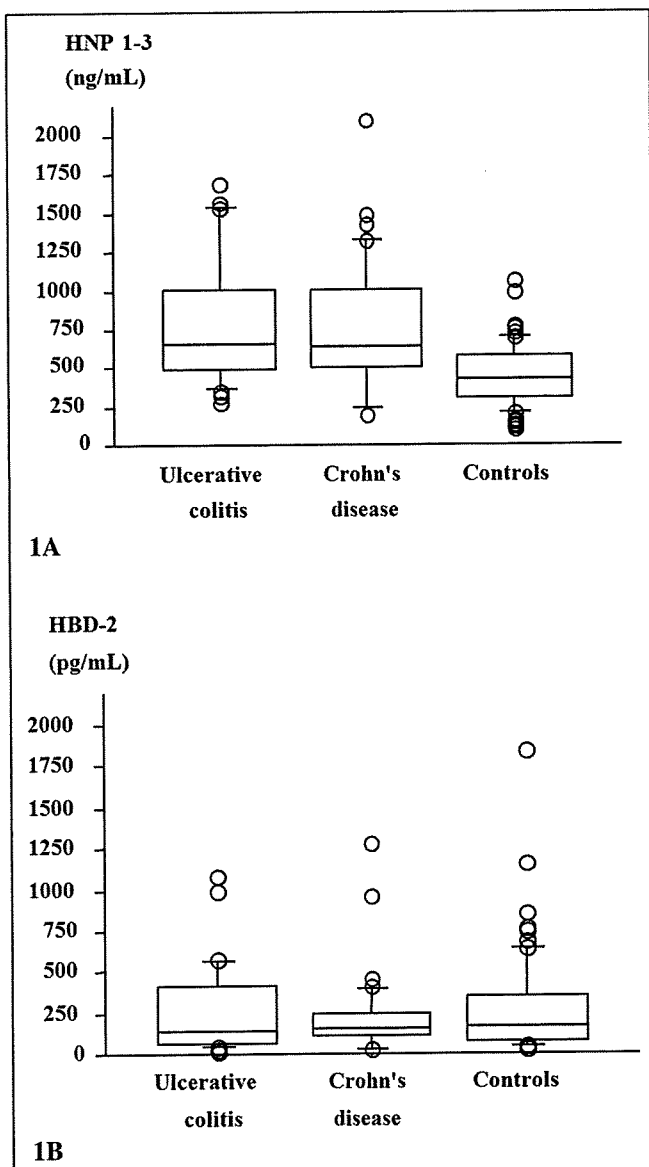 HNP 1-3
(ng/mL)
2000
1750
1500
1250
1000
750
500
250
0
Ulcerative Crohn's Controls
colitis disease
1A
HBD-2
(pg/mL)
2000
1750
1500
1250
1000
750
500
250
0
Ulcerative Crohn's Controls
colitis disease
1B